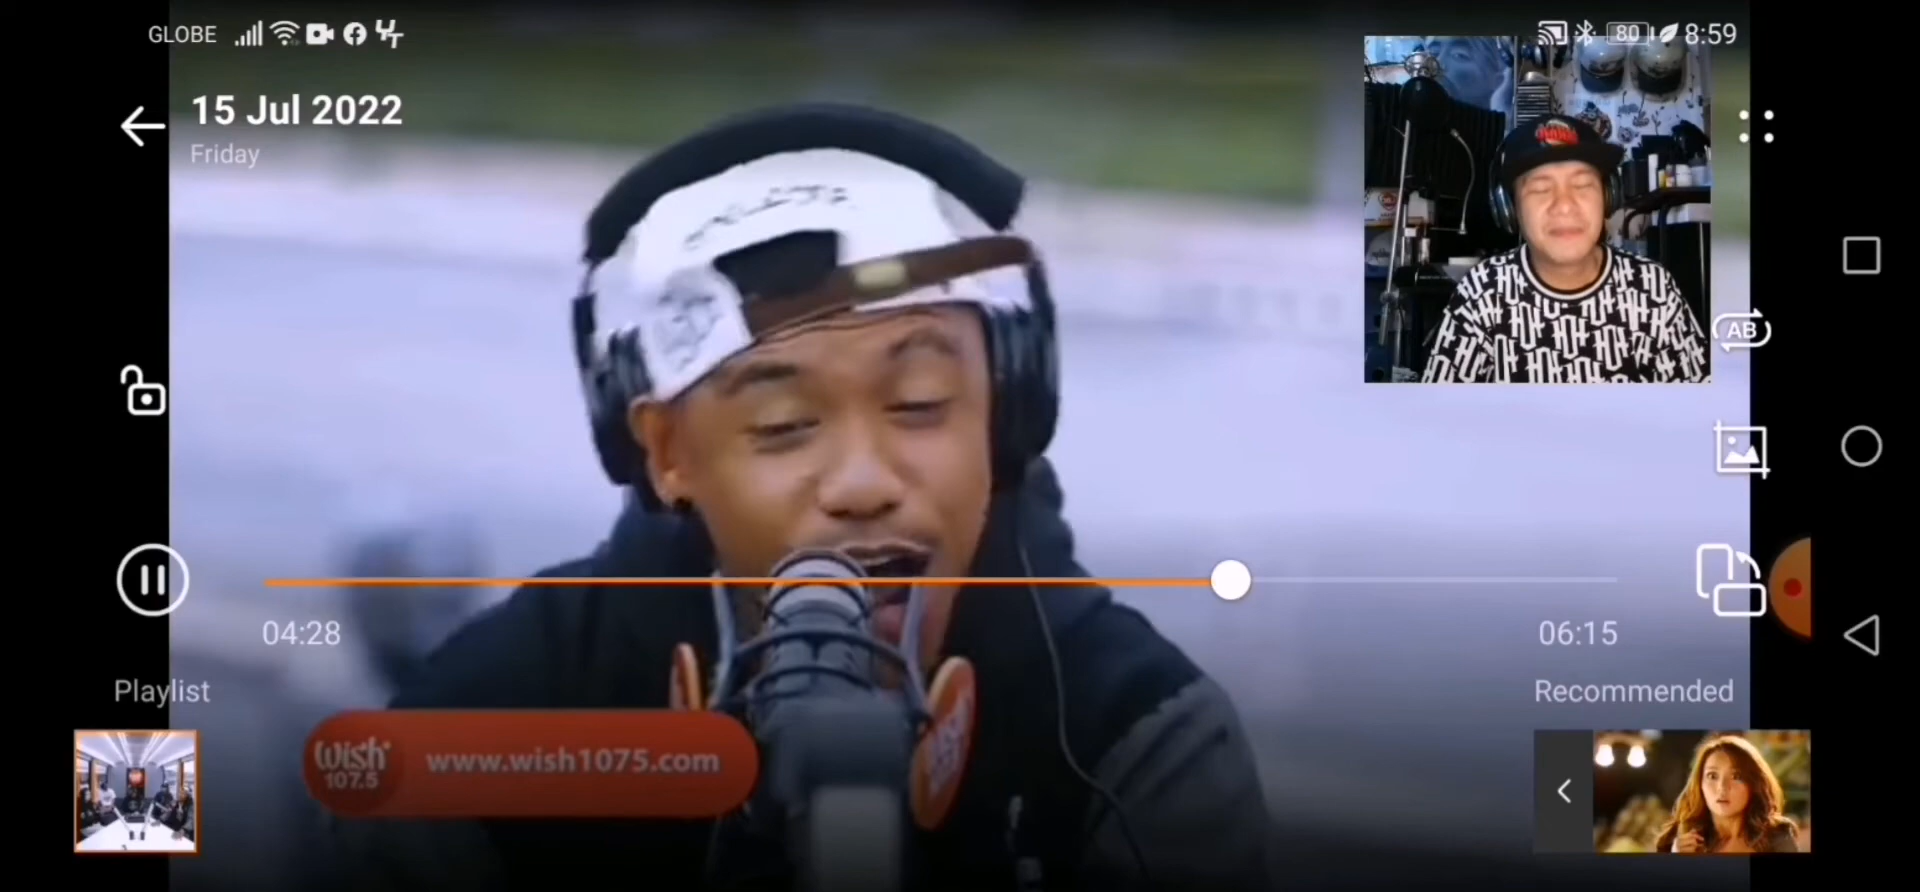 GLOBE
80 8:59
15 Jul 2022
Friday
AB
04:28
06:15
Playlist
Recommended
wish
107.5
www.wish1075.com